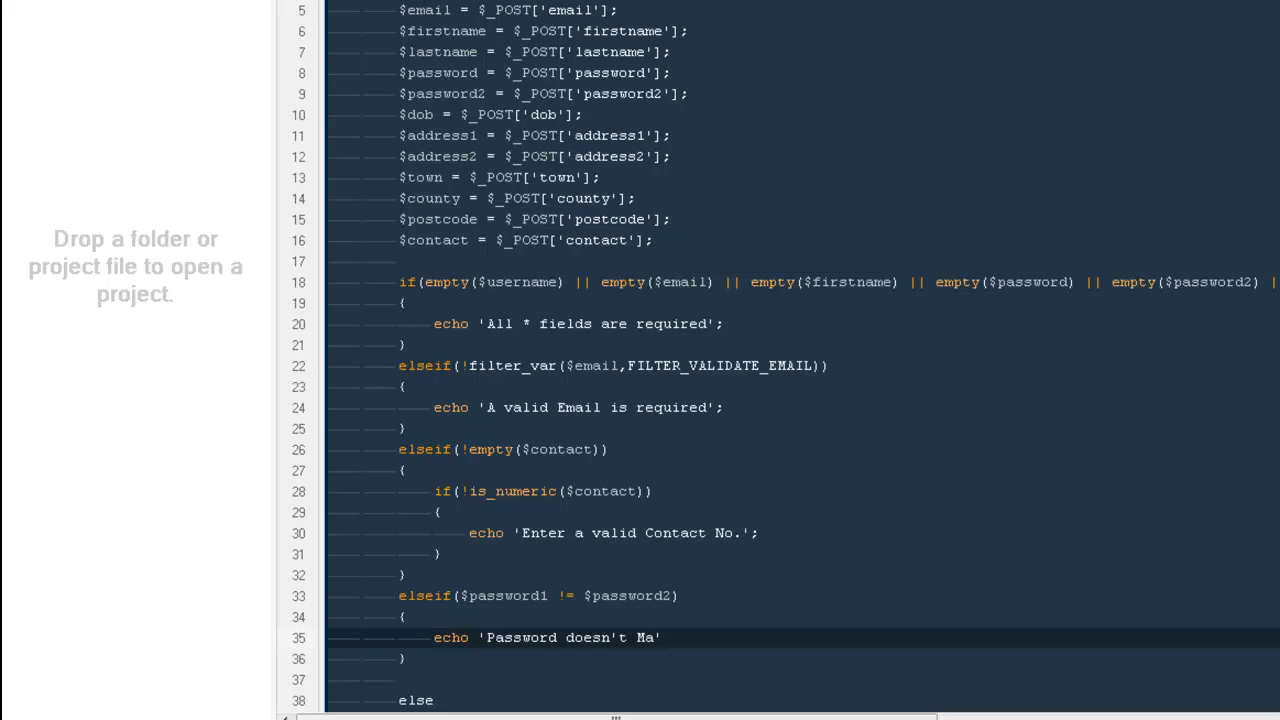 Drop a folder or
project file to open a
project.
5 $email = $_POST['email'];
6 $firstname = $_POST['firstname'];
7 $lastname = $_POST['lastname'];
8 $password = $_POST['password'];
9 $password2 = $_POST['password2'];
10 $dob = $_POST['dob'];
11 $address1 = $_POST['address1'];
12 $address2 = $_POST['address2'];
13 $town = $_POST['town'];
14 $county = $_POST['county'];
15 $postcode = $_POST['postcode'];
16 $contact = $_POST['contact'];
17
18 if(empty($username) || empty($email) || empty($firstname) || empty($password) || empty($password2) |
19 {
20 echo 'All * fields are required';
21 }
22 elseif(!filter_var($email,FILTER_VALIDATE_EMAIL))
23 {
24 echo 'A valid Email is required';
25 }
26 elseif(!empty($contact))
27 {
28 if(!is_numeric($contact))
29 {
30 echo 'Enter a valid Contact No.';
31 }
32 }
33 elseif($password1 != $password2)
34 {
35 echo 'Password doesn't Ma'
36 }
37
38 else